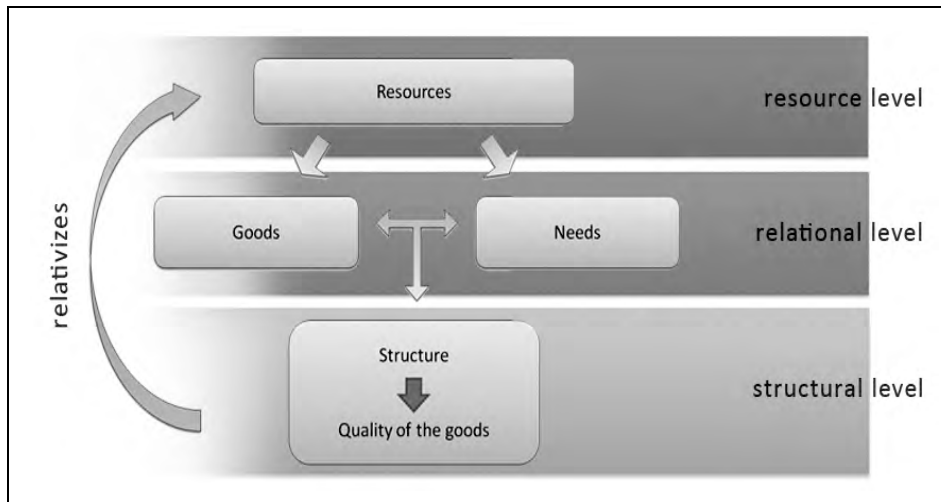 Resources
resource level
relativizes
Goods
Needs
relational level
Structure
Quality of the goods
structural level